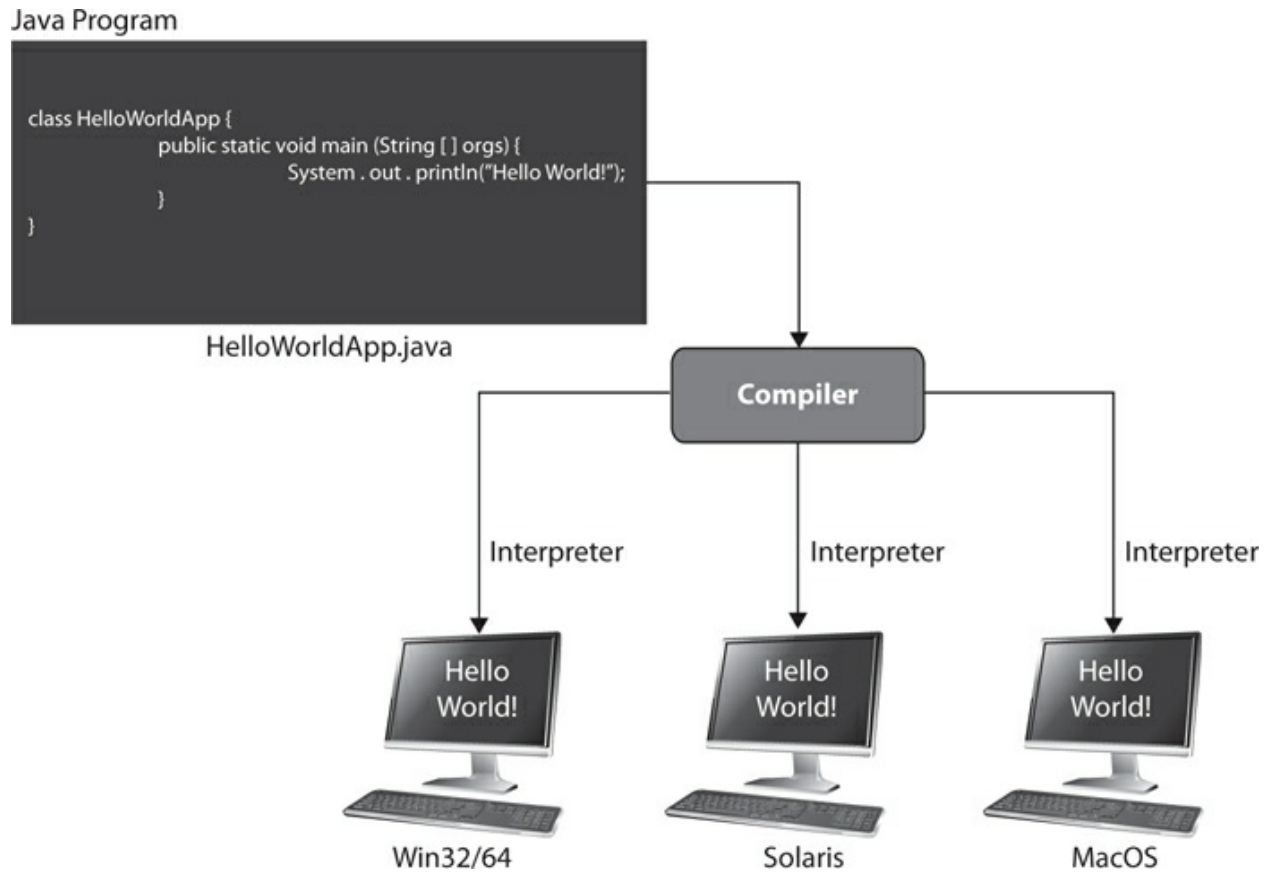 Java Program
class HelloWorldApp {
public static void main (String [ ] orgs) {
System . out . println("Hello World!");
}
}
HelloWorldApp.java
Compiler
Interpreter
Interpreter
Interpreter
Hello
World!
Hello
World!
Hello
World!
Win32/64
Solaris
MacOS